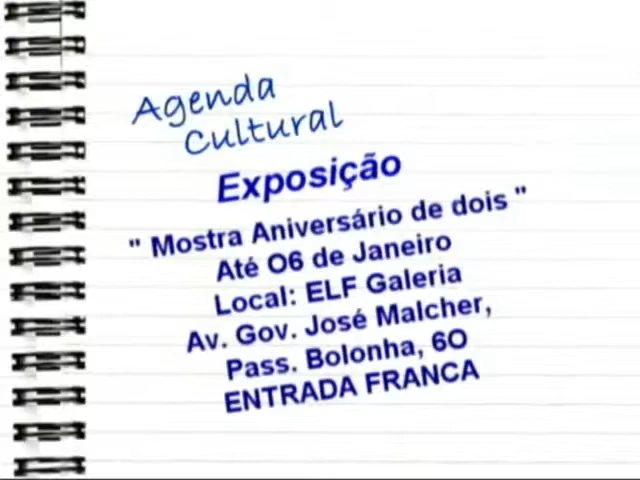 Agenda
Cultural
Exposição
" Mostra Aniversário de dois "
Até O6 de Janeiro
Local: ELF Galeria
Av. Gov. José Malcher,
Pass. Bolonha, 6O
ENTRADA FRANCA